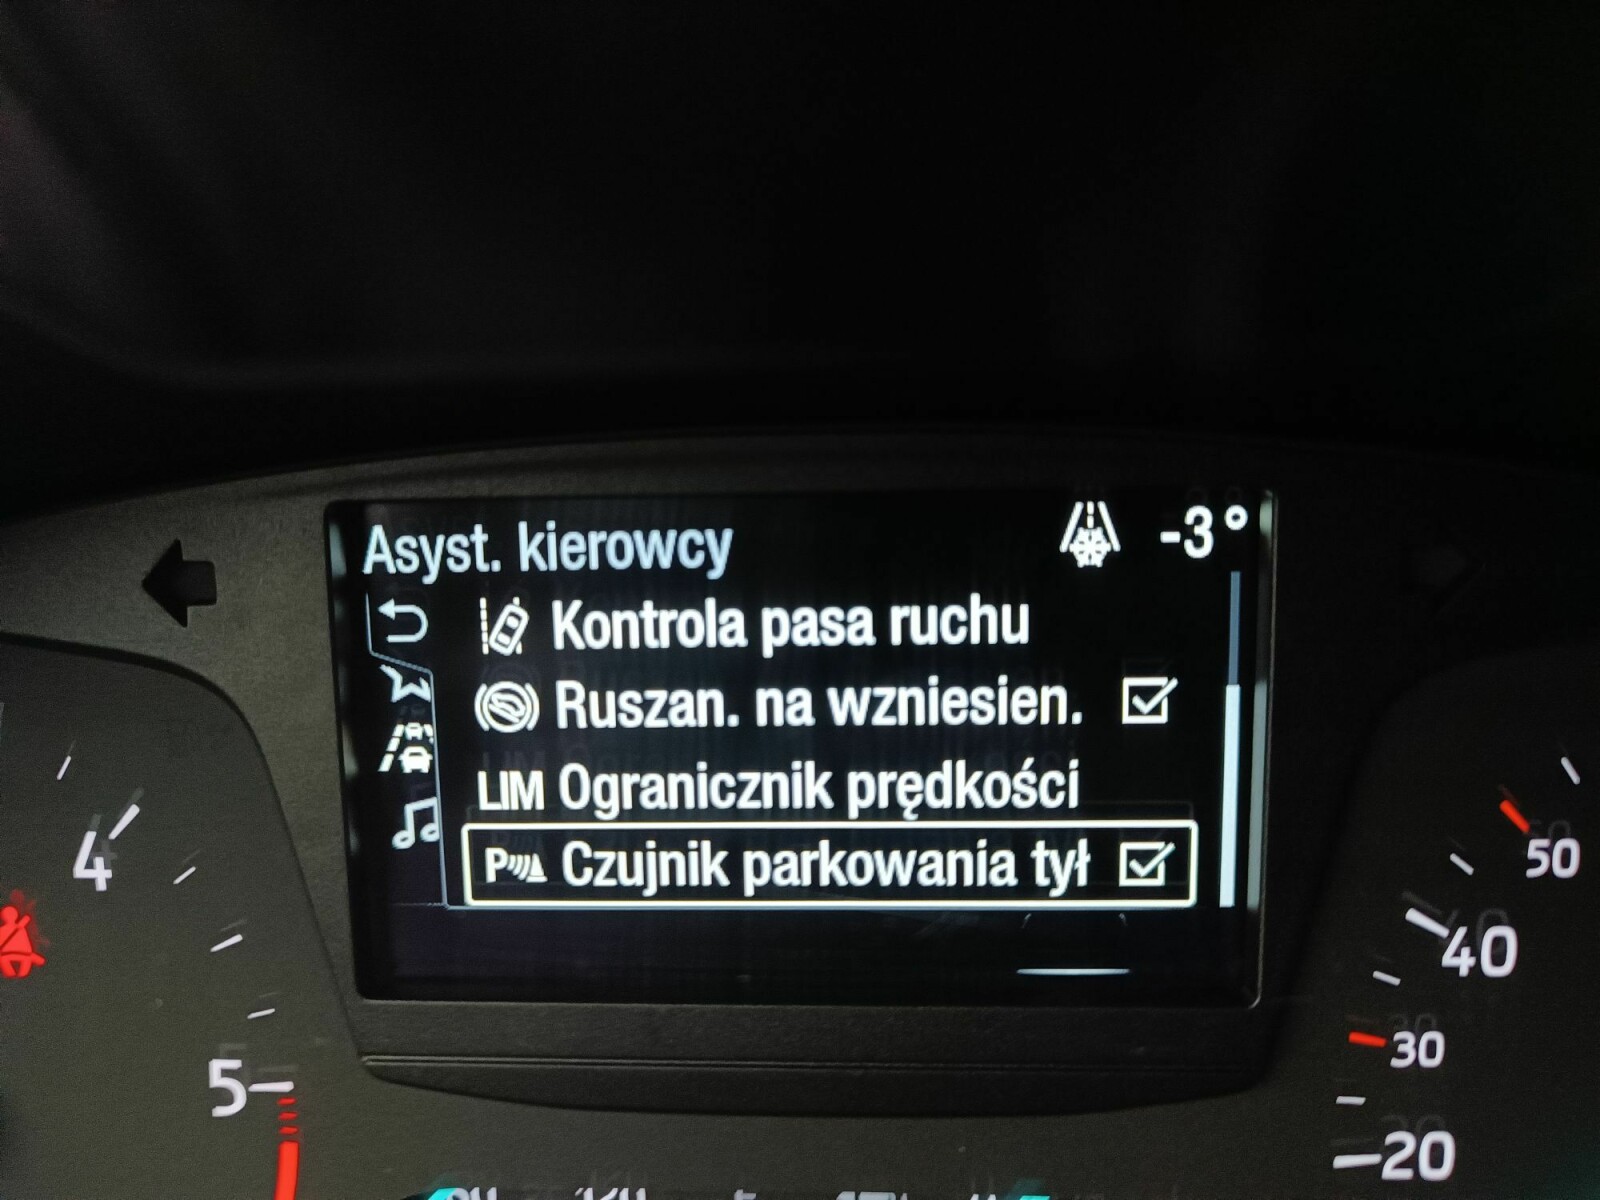 Asyst. kierowcy
-3°
Kontrola pasa ruchu
Ruszan. na wzniesien.
LIM Ogranicznik prędkości
P Czujnik parkowania tył
4
5
50
40
30
20